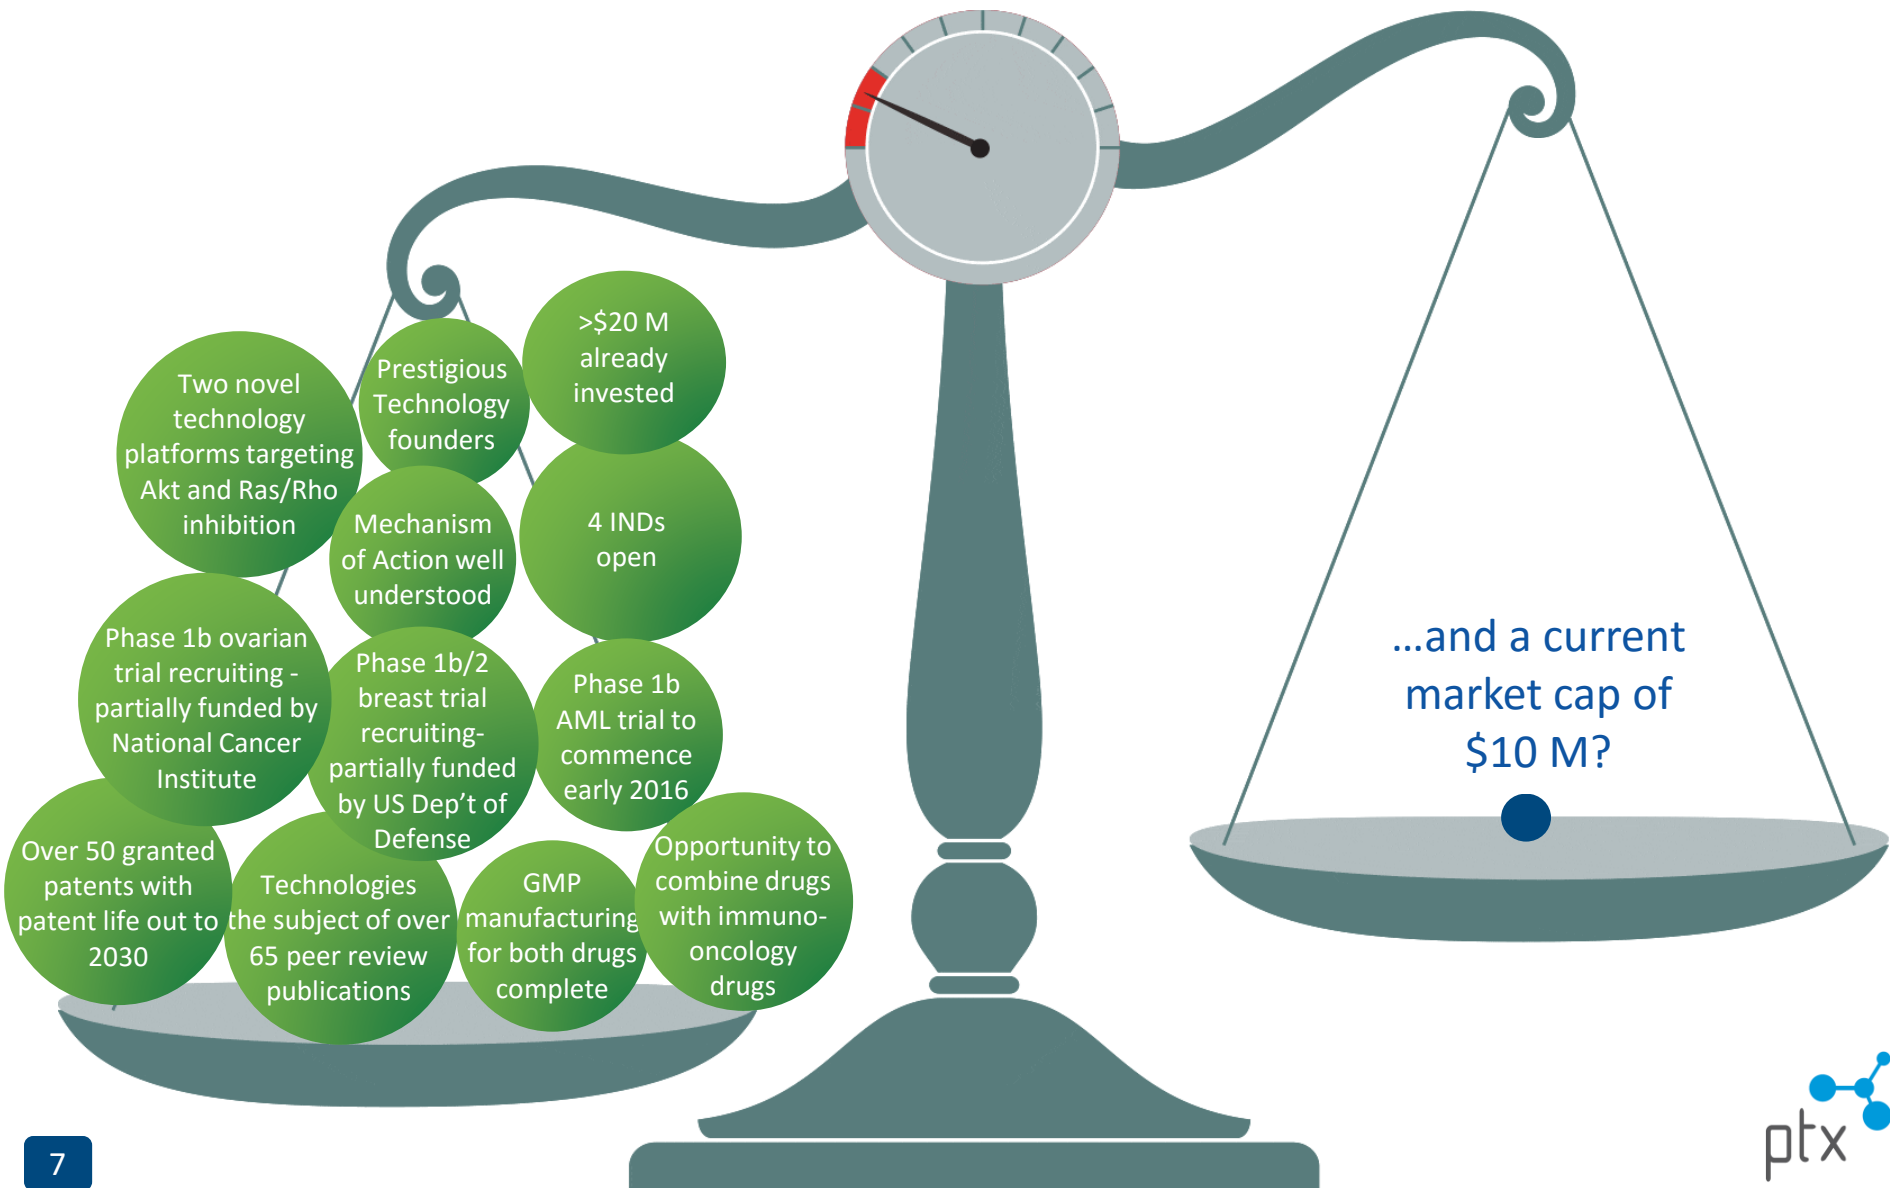 >$20 M
already
invested
Prestigious
Technology
founders
Two novel
technology
platforms targeting
Akt and Ras/Rho
inhibition
Mechanism
of Action well
understood
4 INDs
open
Phase 1b ovarian
trial recruiting -
partially funded by
National Cancer
Institute
Phase 1b/2
breast trial
recruiting-
partially funded
by US Dep’t of
Defense
Phase 1b
AML trial to
commence
early 2016
Over 50 granted
patents with
patent life out to
2030
Technologies
the subject of over
65 peer review
publications
GMP
manufacturing
for both drugs
complete
Opportunity to
combine drugs
with immuno-
oncology
drugs
...and a current
market cap of
$10 M?
7
ptx